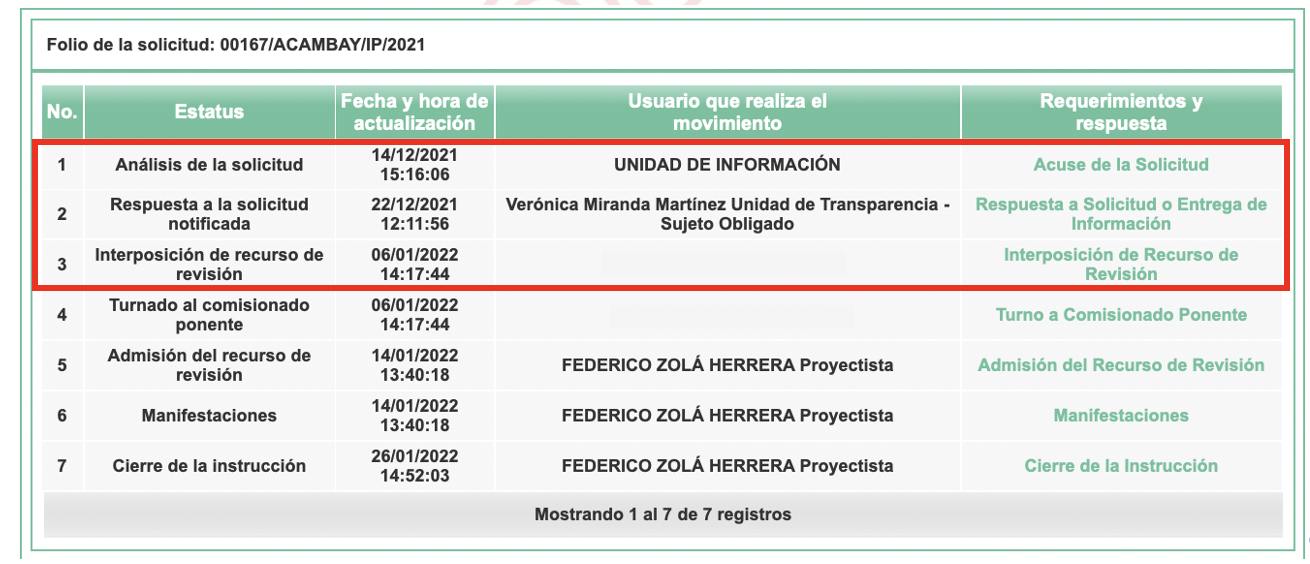 Folio de la solicitud: 00167/ACAMBAY/IP/2021
No. Estatus Fecha y hora de actualización Usuario que realiza el movimiento Requerimientos y respuesta
1 Análisis de la solicitud 14/12/2021 15:16:06 UNIDAD DE INFORMACIÓN Acuse de la Solicitud
2 Respuesta a la solicitud notificada 22/12/2021 12:11:56 Verónica Miranda Martínez Unidad de Transparencia - Sujeto Obligado Respuesta a Solicitud o Entrega de Información
3 Interposición de recurso de revisión 06/01/2022 14:17:44 Interposición de Recurso de Revisión
4 Turnado al comisionado ponente 06/01/2022 14:17:44 Turno a Comisionado Ponente
5 Admisión del recurso de revisión 14/01/2022 13:40:18 FEDERICO ZOLÁ HERRERA Proyectista Admisión del Recurso de Revisión
6 Manifestaciones 14/01/2022 13:40:18 FEDERICO ZOLÁ HERRERA Proyectista Manifestaciones
7 Cierre de la instrucción 26/01/2022 14:52:03 FEDERICO ZOLÁ HERRERA Proyectista Cierre de la Instrucción
Mostrando 1 al 7 de 7 registros